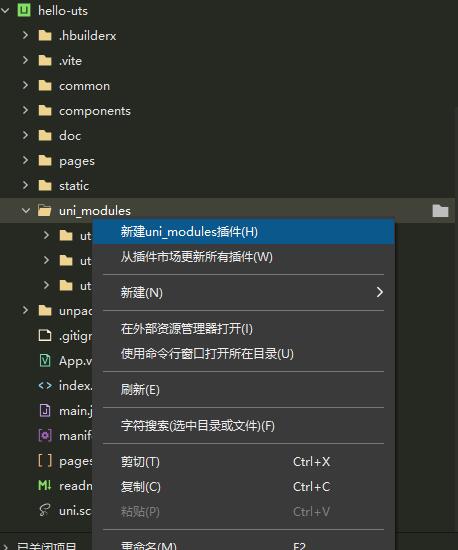 hello-uts
.hbuilderx
.vite
common
components
doc
pages
static
uni_modules
ut
新建uni_modules插件(H)
ut
从插件市场更新所有插件(W)
ut
新建(N)
unpac
.gitign
在外部资源管理器打开(I)
App.v
使用命令行窗口打开所在目录(U)
index.
刷新(E)
main.j
字符搜索(选中目录或文件)(F)
manife
pages
剪切(T) Ctrl+X
readm
复制(C) Ctrl+C
uni.sc
粘贴(P) Ctrl+V
已关闭项目
重命名(M) F2